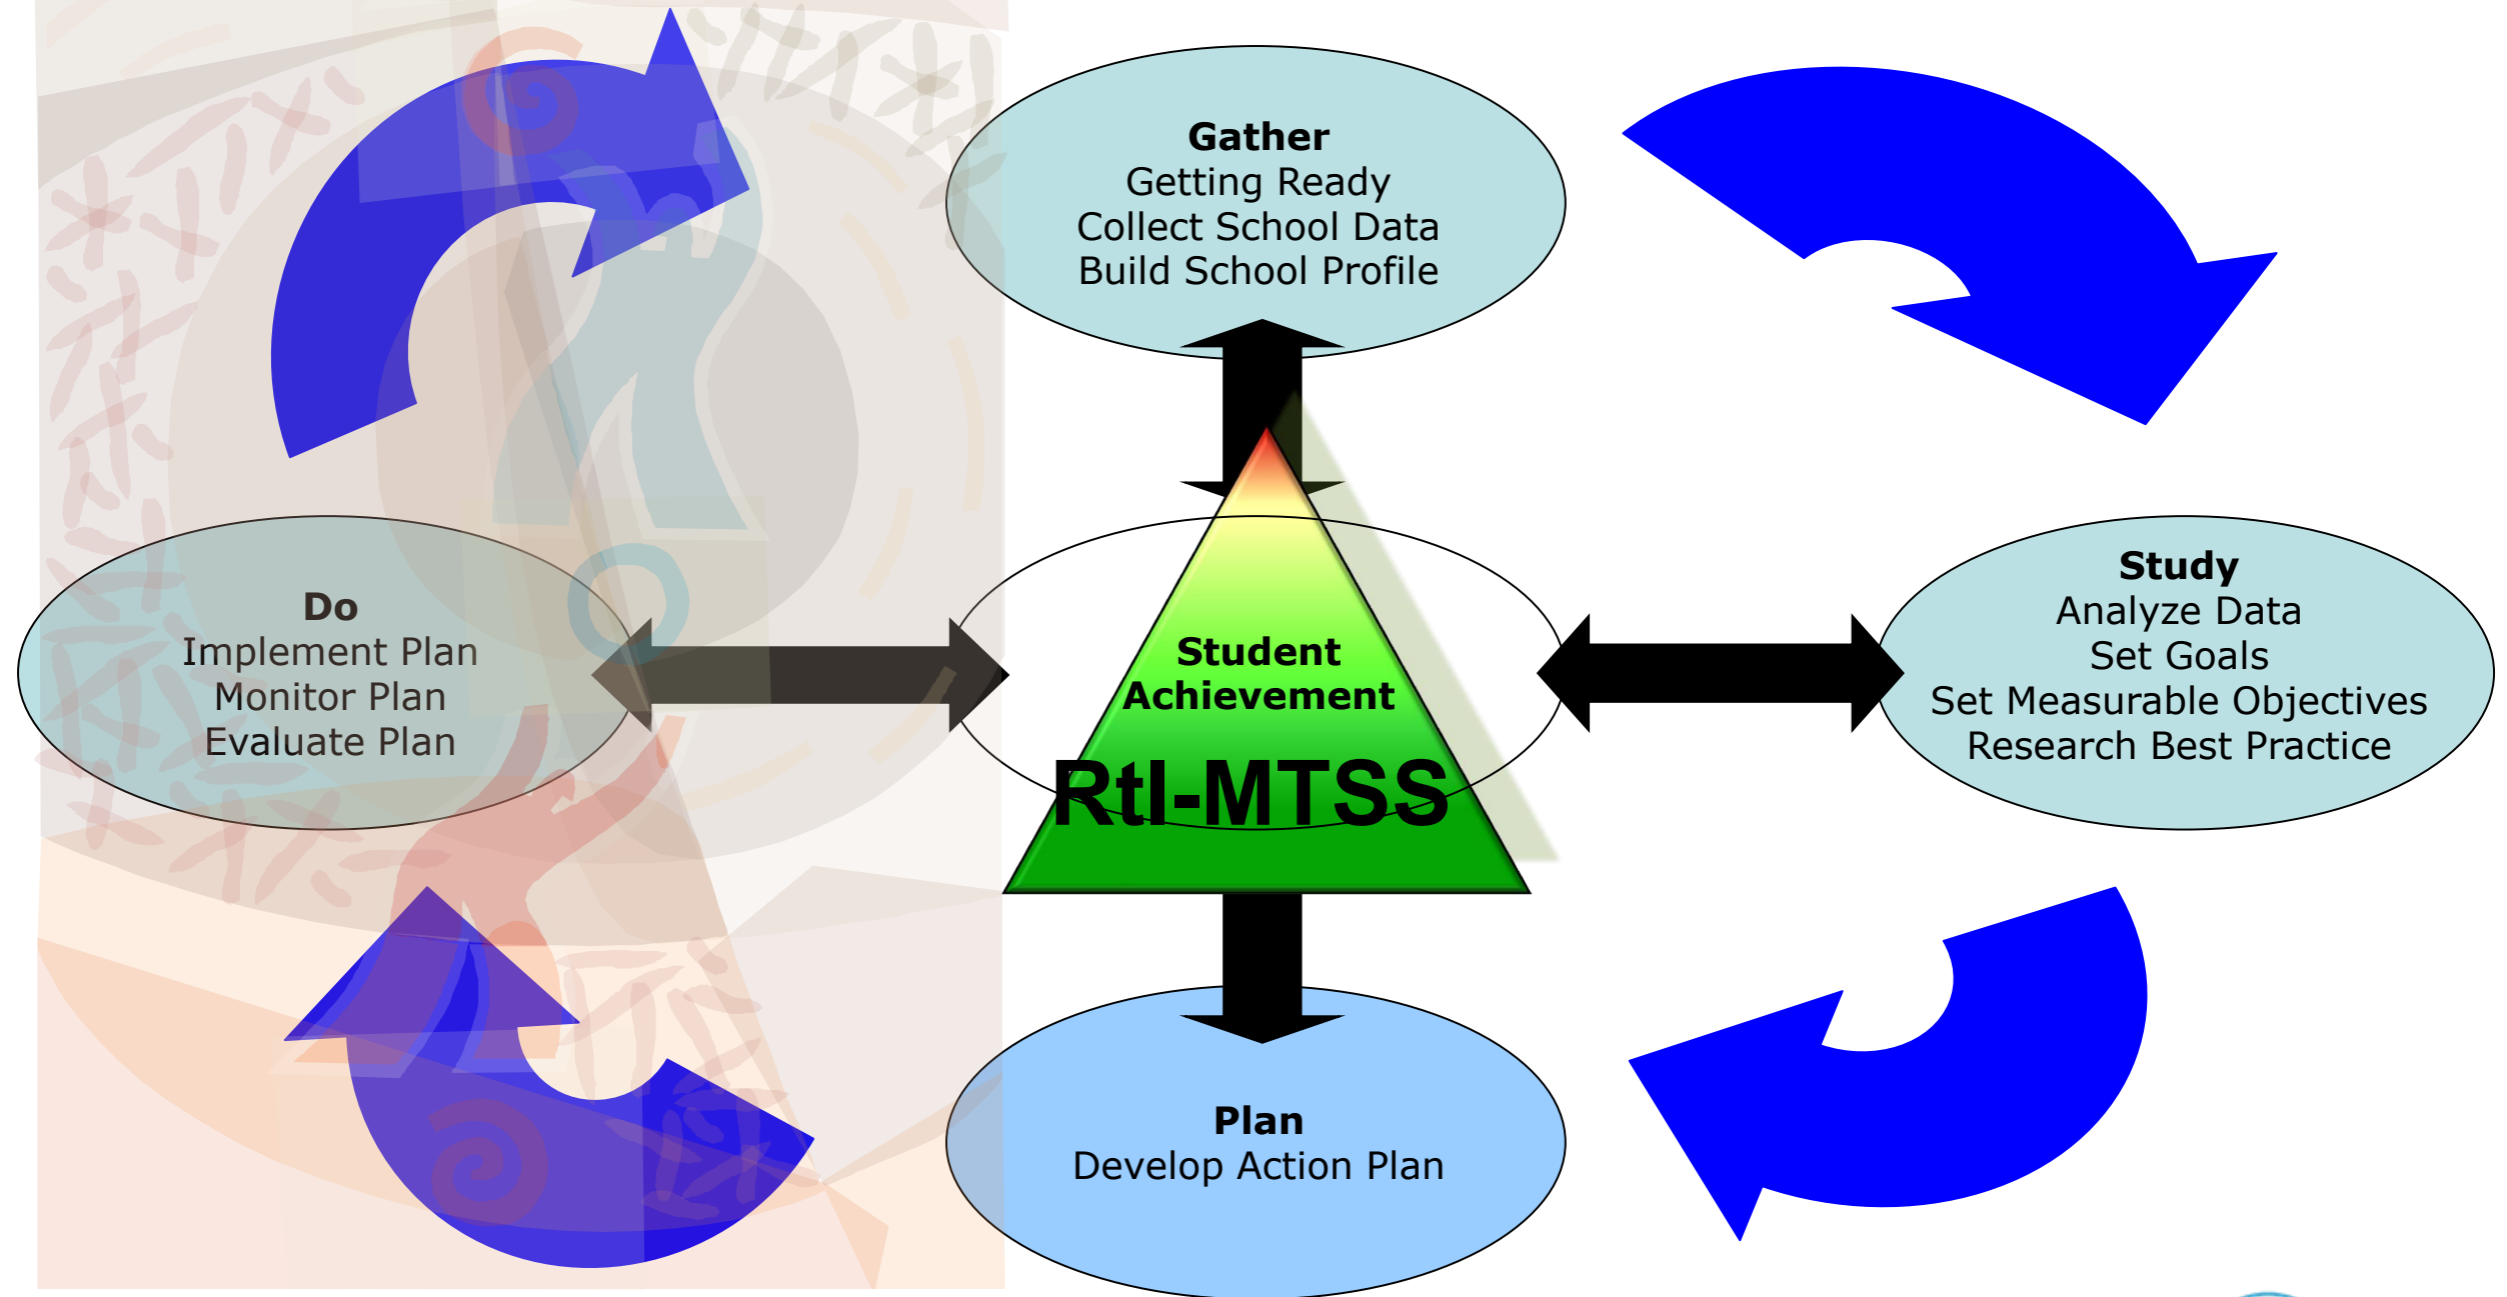 Gather
Getting Ready
Collect School Data
Build School Profile
Do
Implement Plan
Monitor Plan
Evaluate Plan
Student
Achievement
RtI-MTSS
Study
Analyze Data
Set Goals
Set Measurable Objectives
Research Best Practice
Plan
Develop Action Plan